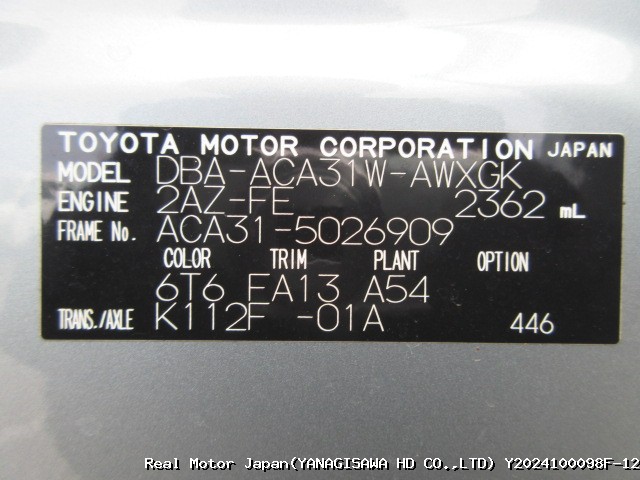 TOYOTA MOTOR CORPORATION JAPAN
MODEL DBA-ACA31W-AWXGK
ENGINE 2AZ-FE 2362 mL
FRAME No. ACA31-5026909
COLOR TRIM PLANT OPTION
6T6 FA13 A54
TRANS./AXLE K112F -01A 446
Real Motor Japan(YANAGISAWA HD CO.,LTD) Y2024100098F-12